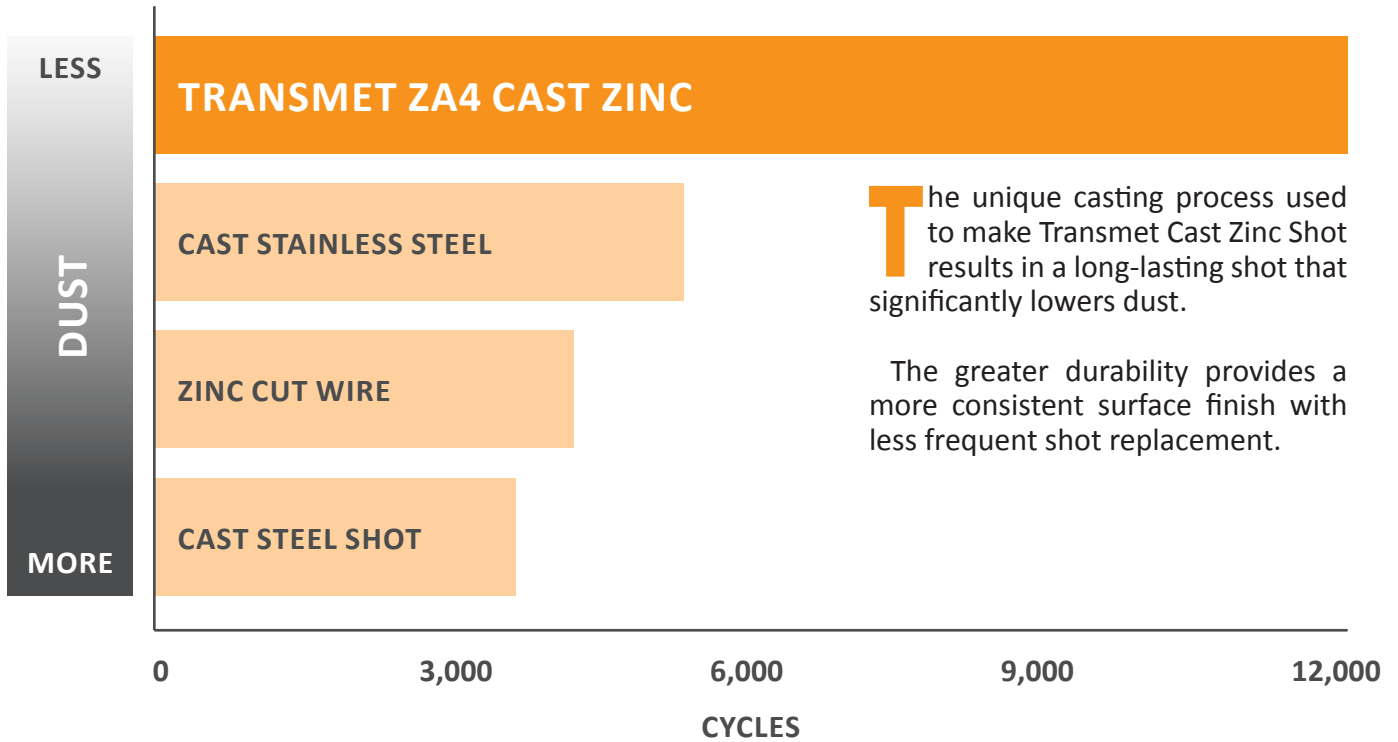 LESS
DUST
MORE
TRANSMET ZA4 CAST ZINC
CAST STAINLESS STEEL
ZINC CUT WIRE
CAST STEEL SHOT
The unique casting process used
to make Transmet Cast Zinc Shot
results in a long-lasting shot that
significantly lowers dust.
The greater durability provides a
more consistent surface finish with
less frequent shot replacement.
0 3,000 6,000 9,000 12,000
CYCLES